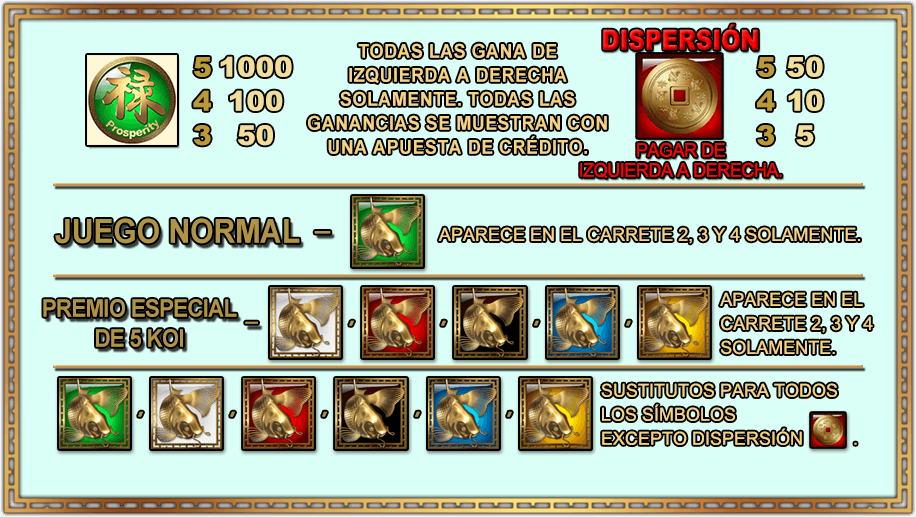 禄
Prosperity
5 1000
4 100
3 50
TODAS LAS GANA DE
IZQUIERDA A DERECHA
SOLAMENTE. TODAS LAS
GANANCIAS SE MUESTRAN CON
UNA APUESTA DE CRÉDITO.
DISPERSIÓN
5 50
4 10
3 5
PAGAR DE
IZQUIERDA A DERECHA.
JUEGO NORMAL –
APARECE EN EL CARRETE 2, 3 Y 4 SOLAMENTE.
PREMIO ESPECIAL
DE 5 KOI –
, , , ,
APARECE EN EL
CARRETE 2, 3 Y 4
SOLAMENTE.
, , , , ,
SUSTITUTOS PARA TODOS
LOS SÍMBOLOS
EXCEPTO DISPERSIÓN .